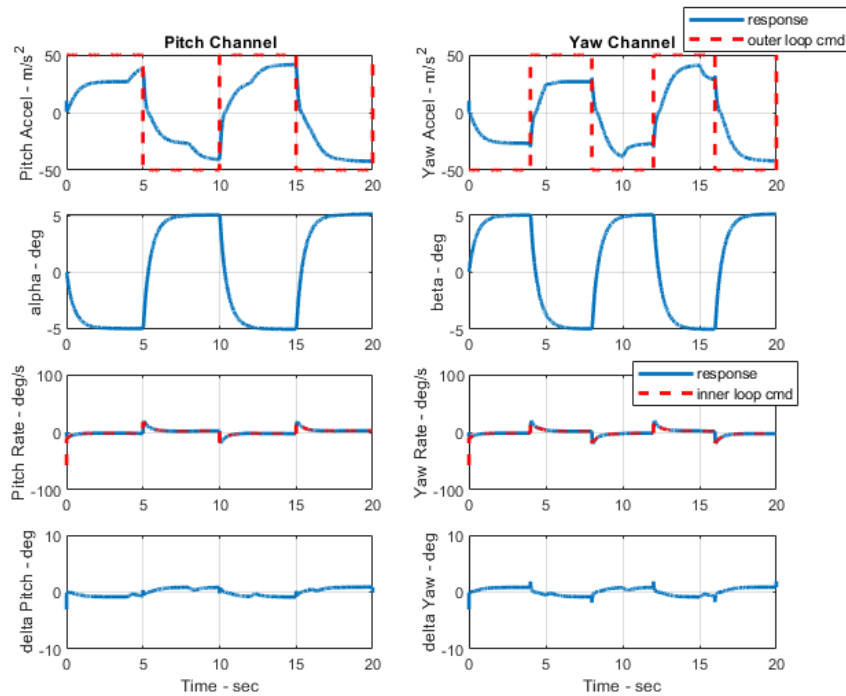 response
outer loop cmd
Pitch Channel
Yaw Channel
Pitch Accel - m/s²
50
0
-50
0 5 10 15 20
Yaw Accel - m/s²
50
0
-50
0 5 10 15 20
alpha - deg
5
0
-5
0 5 10 15 20
beta - deg
5
0
-5
0 5 10 15 20
response
inner loop cmd
Pitch Rate - deg/s
100
0
-100
0 5 10 15 20
Yaw Rate - deg/s
100
0
-100
0 5 10 15 20
delta Pitch - deg
10
0
-10
0 5 10 15 20
Time - sec
delta Yaw - deg
10
0
-10
0 5 10 15 20
Time - sec